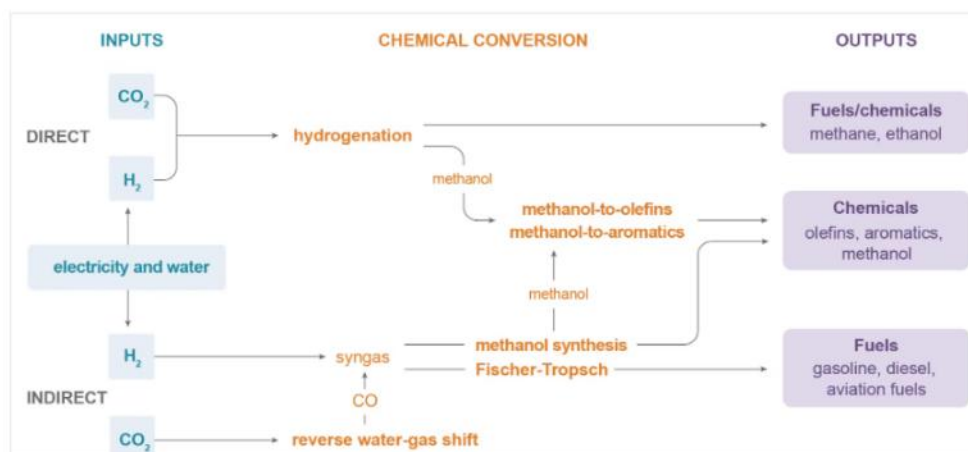 INPUTS
CHEMICAL CONVERSION
OUTPUTS
CO₂
DIRECT
H₂
hydrogenation
methanol
Fuels/chemicals
methane, ethanol
methanol-to-olefins
methanol-to-aromatics
Chemicals
olefins, aromatics,
methanol
electricity and water
methanol
H₂
syngas
methanol synthesis
Fischer-Tropsch
Fuels
gasoline, diesel,
aviation fuels
INDIRECT
CO
CO₂
reverse water-gas shift